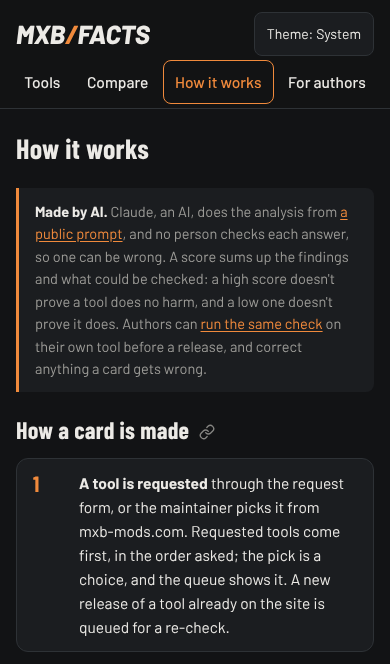 MXB/FACTS
Theme: System
Tools
Compare
How it works
For authors
How it works
Made by AI. Claude, an AI, does the analysis from a
public prompt, and no person checks each answer,
so one can be wrong. A score sums up the findings
and what could be checked: a high score doesn't
prove a tool does no harm, and a low one doesn't
prove it does. Authors can run the same check on
their own tool before a release, and correct
anything a card gets wrong.
How a card is made
1
A tool is requested through the request
form, or the maintainer picks it from
mxb-mods.com. Requested tools come
first, in the order asked; the pick is a
choice, and the queue shows it. A new
release of a tool already on the site is
queued for a re-check.